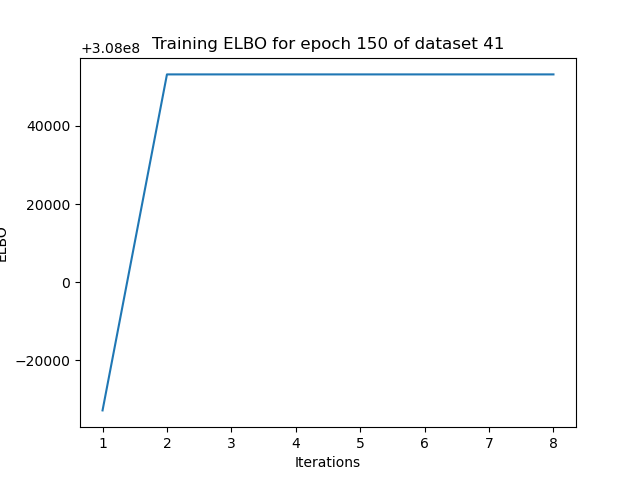 Training ELBO for epoch 150 of dataset 41
+3.08e8
40000
20000
0
−20000
ELBO
1 2 3 4 5 6 7 8
Iterations